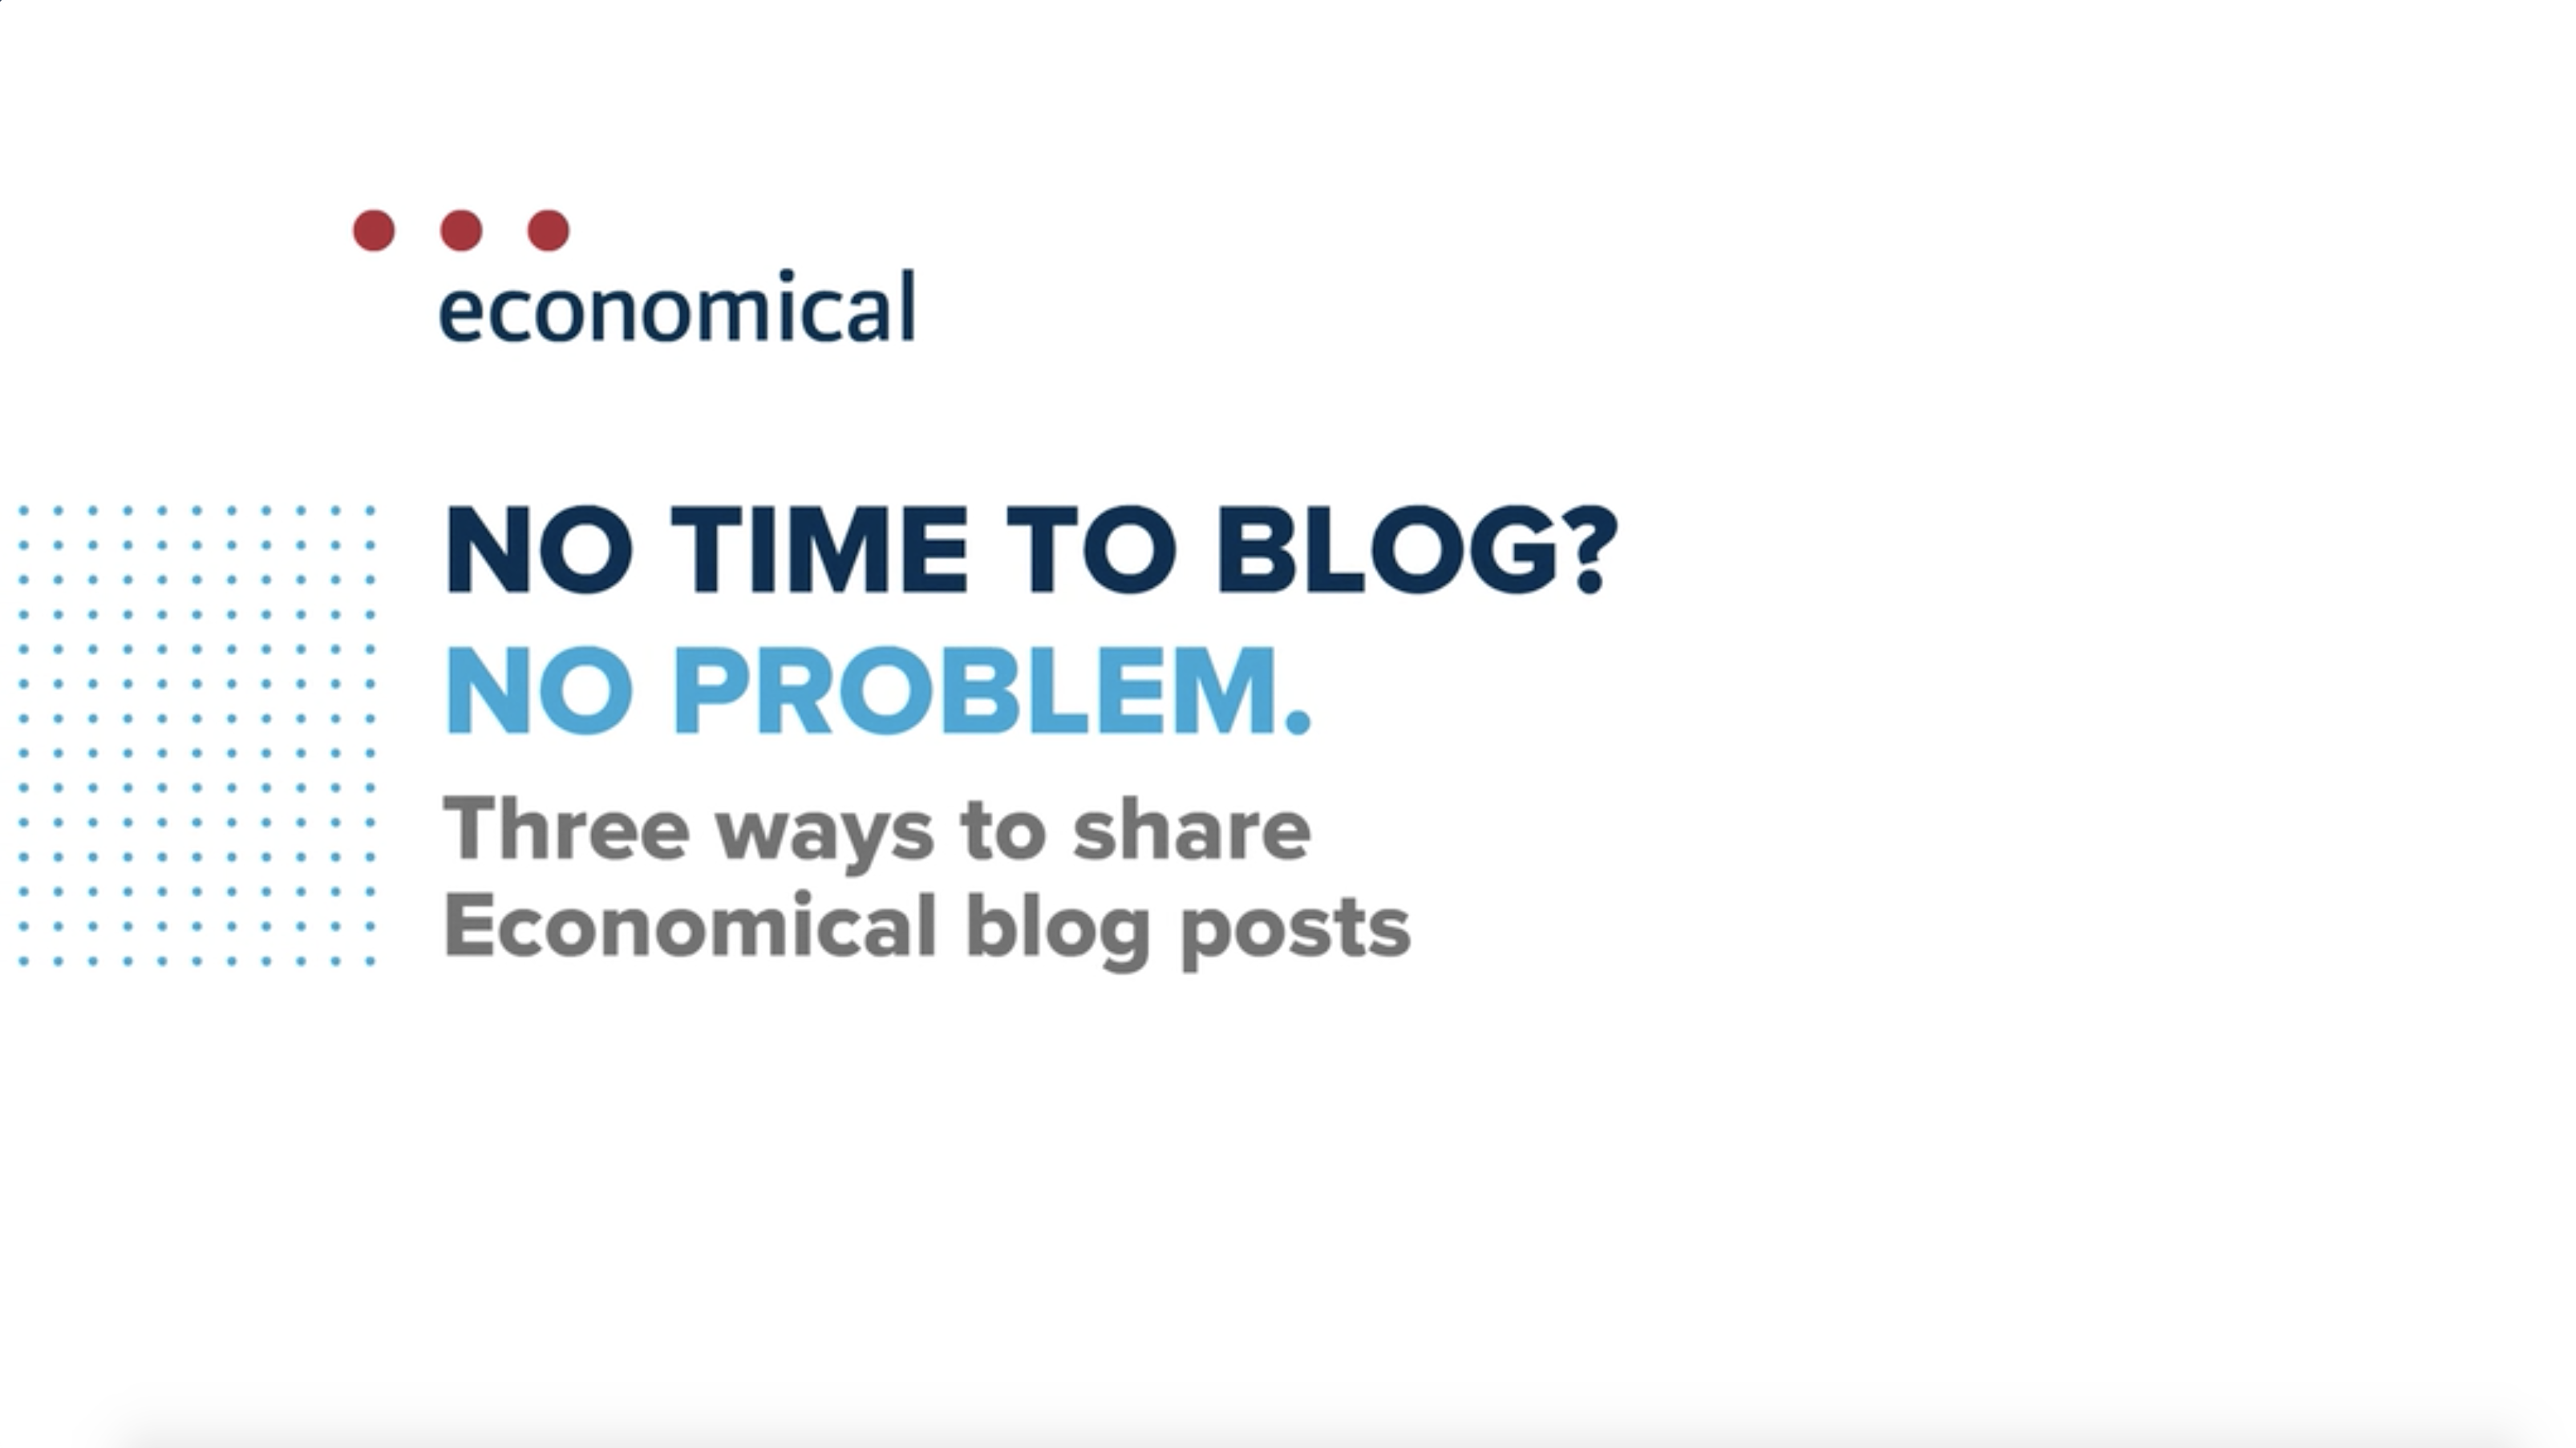 economical
NO TIME TO BLOG?
NO PROBLEM.
Three ways to share
Economical blog posts